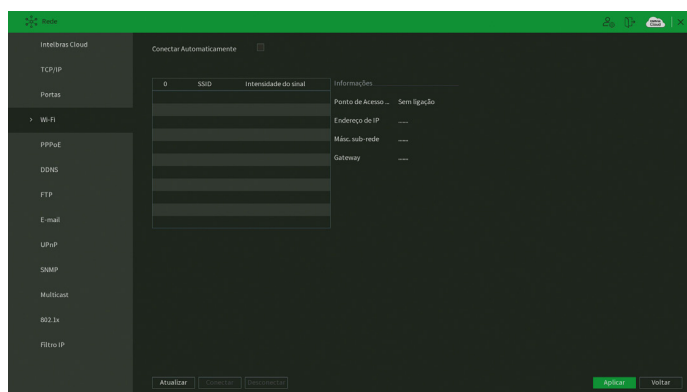 Rede
Intelbras Cloud
Intelbras Cloud
TCP/IP
Portas
Wi-Fi
PPPoE
DDNS
FTP
E-mail
UPnP
SNMP
Multicast
802.1x
Filtro IP
Conectar Automaticamente
0 SSID Intensidade do sinal
Informações
Ponto de Acesso ... Sem ligação
Endereço de IP
Másc. sub-rede
Gateway
Atualizar Conectar Desconectar
Aplicar Voltar